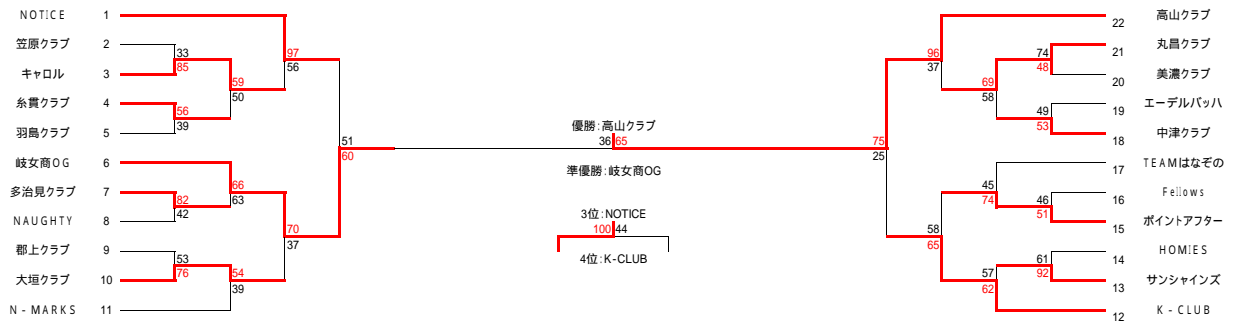 NOTICE 1
笠原クラブ 2
33
キャロル 3
85
97
56
59
50
糸貫クラブ 4
56
羽島クラブ 5
39
51
60
岐女商OG 6
66
63
多治見クラブ 7
82
NAUGHTY 8
42
70
37
郡上クラブ 9
53
大垣クラブ 10
76
54
39
N-MARKS 11
優勝:高山クラブ
36 65
準優勝:岐女商OG
3位:NOTICE
100 44
4位:K-CLUB
22 高山クラブ
96
37
74
21 丸昌クラブ
48
20 美濃クラブ
69
58
49
19 エーデルバッハ
53
18 中津クラブ
75
25
17 TEAMはなぞの
45
74
46
16 Fellows
51
15 ポイントアフター
58
65
61
14 HOMIES
92
13 サンシャインズ
57
62
12 K-CLUB